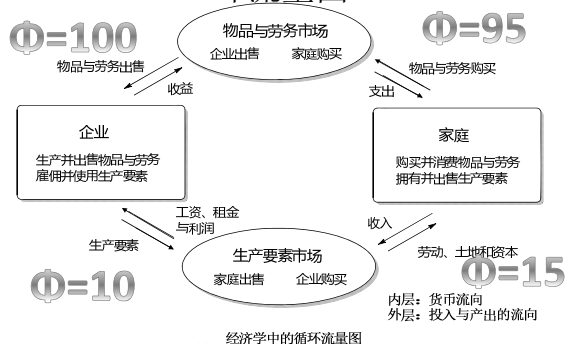 Φ=100
Φ=95
物品与劳务市场
企业出售 家庭购买
物品与劳务出售
物品与劳务购买
收益
支出
企业
生产并出售物品与劳务
雇佣并使用生产要素
家庭
购买并消费物品与劳务
拥有并出售生产要素
工资、租金
与利润
收入
生产要素
生产要素市场
家庭出售 企业购买
劳动、土地和资本
Φ=10
Φ=15
内层：货币流向
外层：投入与产出的流向
经济学中的循环流量图